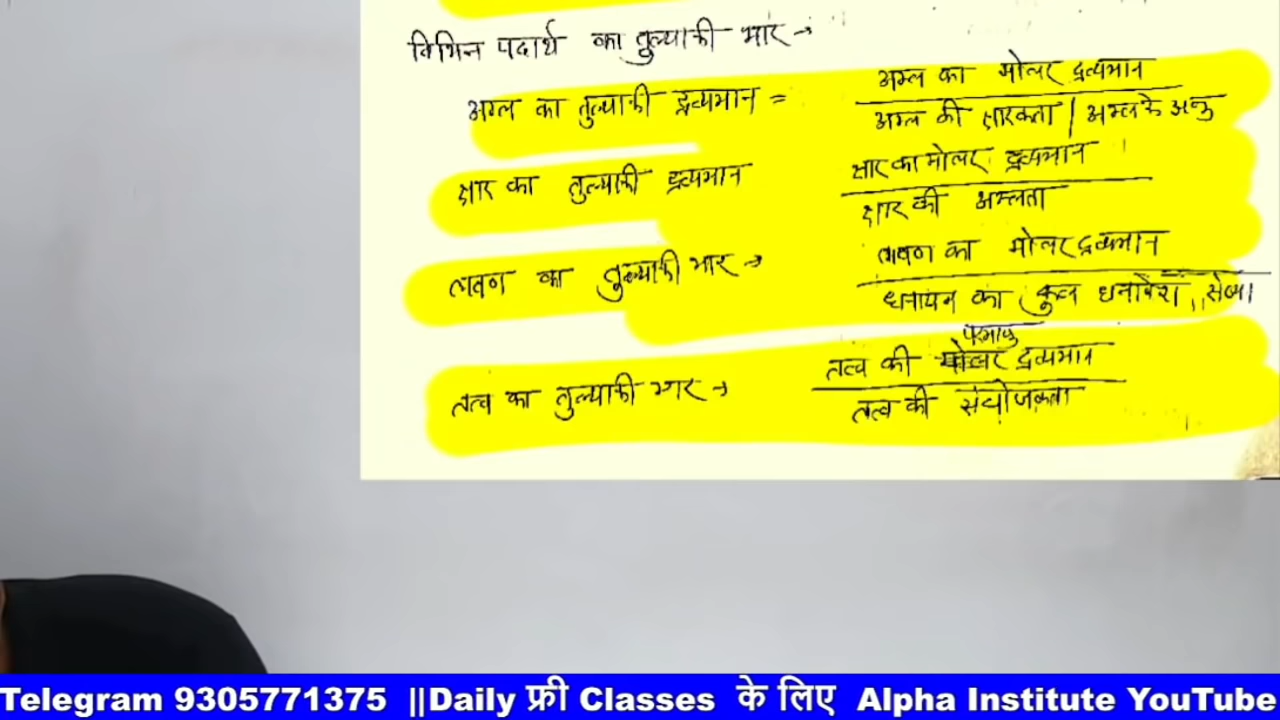 विभिन्न पदार्थ का तुल्यांकी भार →
अम्ल का तुल्यांकी द्रव्यमान = अम्ल का मोलर द्रव्यमान
अम्ल की क्षारकता / अम्ल के अणु
क्षार का तुल्यांकी द्रव्यमान क्षार का मोलर द्रव्यमान
क्षार की अम्लता
लवण का तुल्यांकी भार → लवण का मोलर द्रव्यमान
धनायन का कुल धनावेश
परमाणु
तत्व का तुल्यांकी भार → तत्व की मोलर द्रव्यमान
तत्व की संयोजकता
Telegram 9305771375 ||Daily फ्री Classes के लिए Alpha Institute YouTube